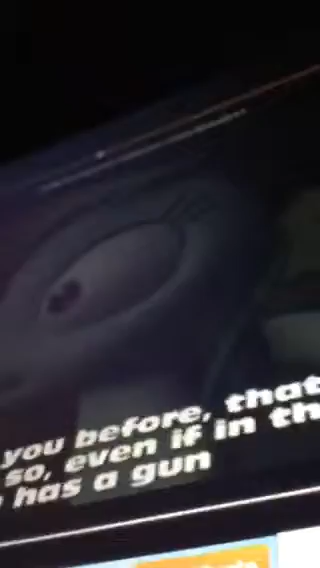 you before, that
so, even if in th
has a gun